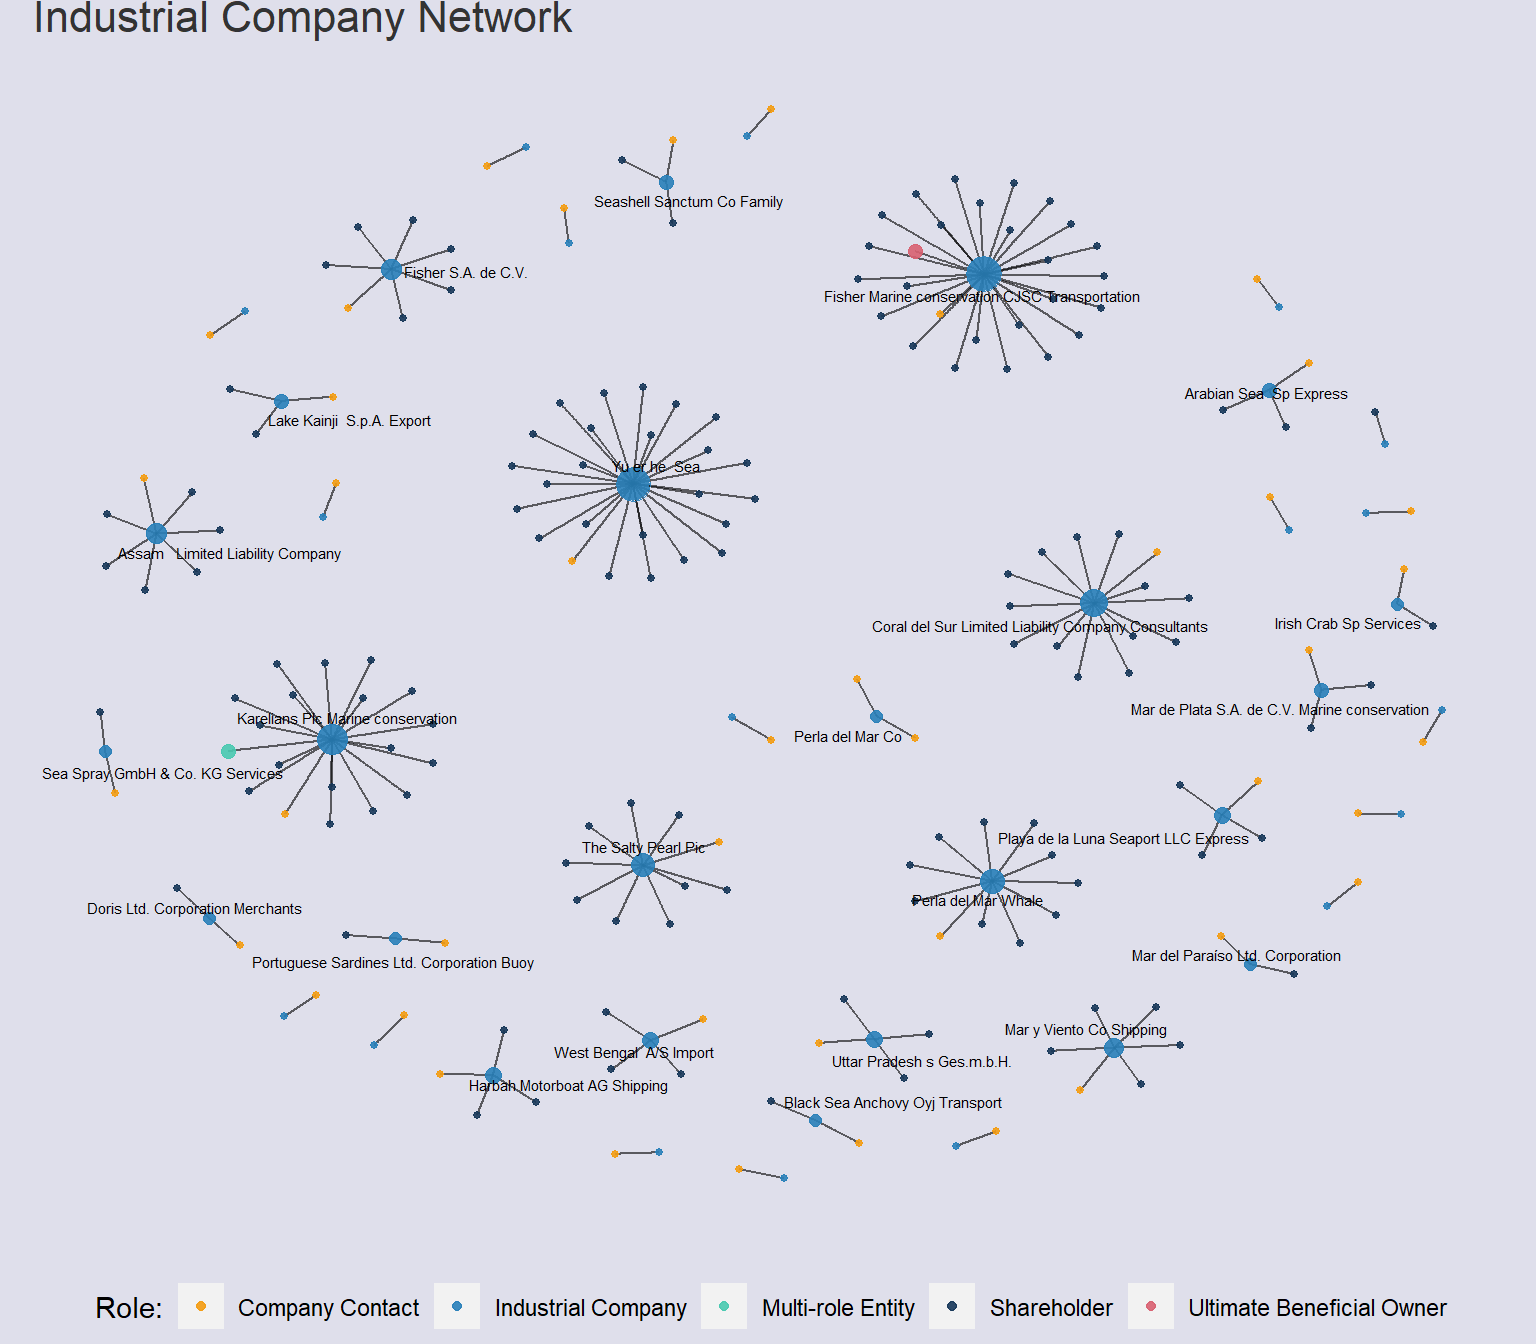 Industrial Company Network
Seashell Sanctum Co Family
Fisher S.A. de C.V.
Fisher Marine conservation CJSC Transportation
Arabian Sea  Sp Express
Lake Kainji  S.p.A. Export
Yu er he  Sea
Assam   Limited Liability Company
Coral del Sur Limited Liability Company Consultants
Irish Crab Sp Services
Mar de Plata S.A. de C.V. Marine conservation
Karelians Plc Marine conservation
Perla del Mar Co
Sea Spray GmbH & Co. KG Services
Playa de la Luna Seaport LLC Express
The Salty Pearl Pic
Perla del Mar Whale
Doris Ltd. Corporation Merchants
Mar del Paraíso Ltd. Corporation
Portuguese Sardines Ltd. Corporation Buoy
Mar y Viento Co Shipping
West Bengal  A/S Import
Uttar Pradesh s Ges.m.b.H.
Harbah Motorboat AG Shipping
Black Sea Anchovy Oyj Transport
Role: Company Contact Industrial Company Multi-role Entity Shareholder Ultimate Beneficial Owner